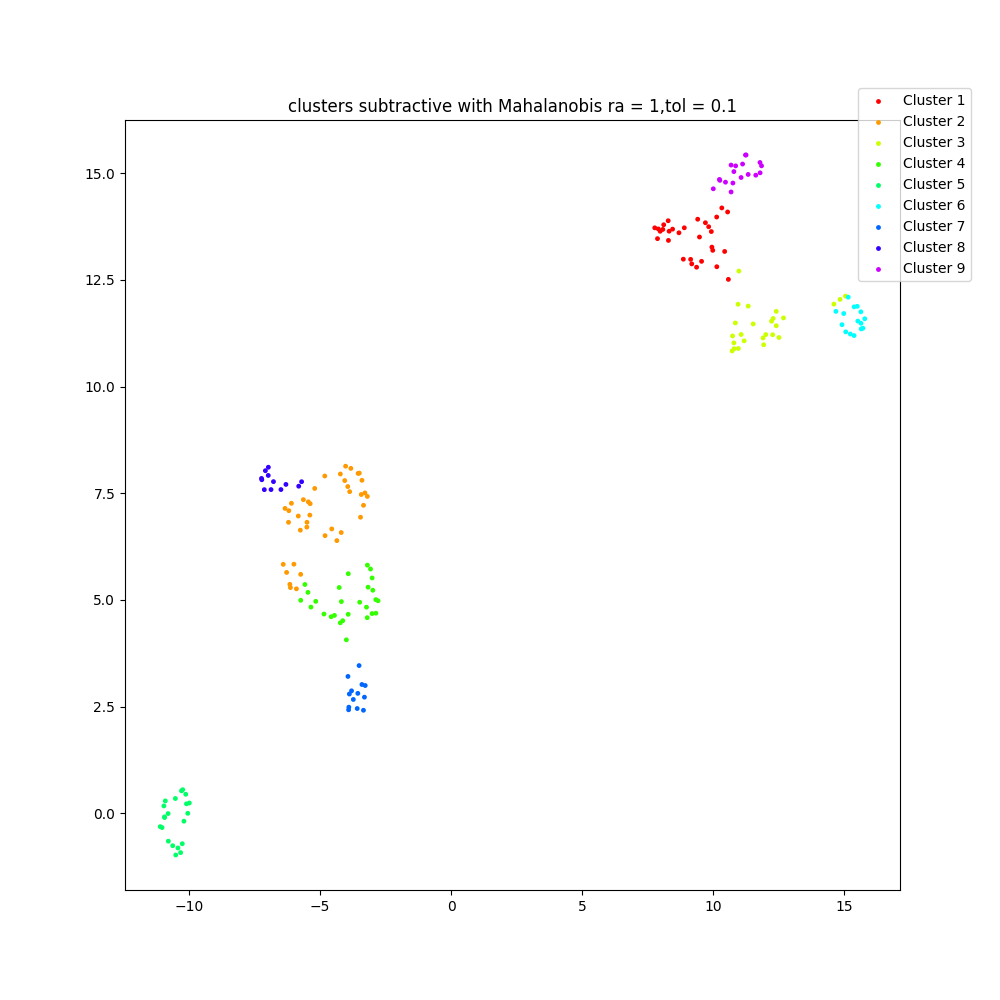 clusters subtractive with Mahalanobis ra = 1,tol = 0.1
Cluster 1
Cluster 2
Cluster 3
Cluster 4
Cluster 5
Cluster 6
Cluster 7
Cluster 8
Cluster 9
15.0
12.5
10.0
7.5
5.0
2.5
0.0
−10 −5 0 5 10 15